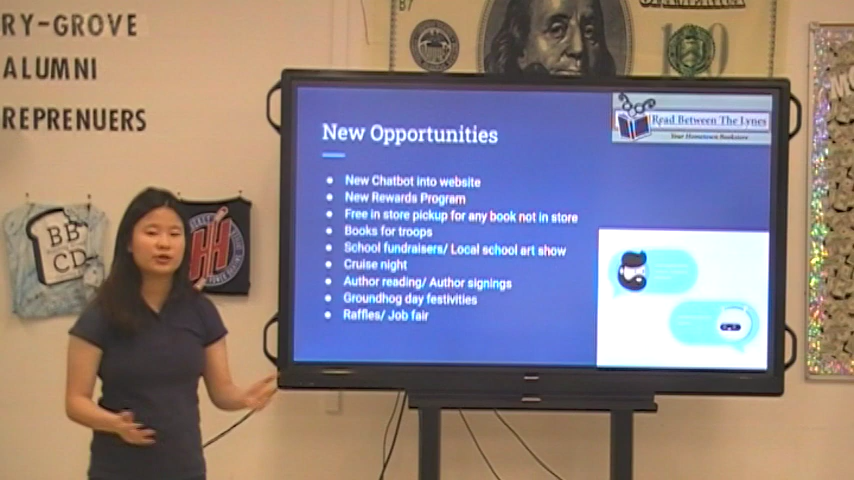 RY-GROVE
ALUMNI
REPRENUERS
BB
CD
HH
B7
New Opportunities
Read Between The Lynes
Your Hometown Bookstore
New Chatbot into website
New Rewards Program
Free in store pickup for any book not in store
Books for troops
School fundraisers/ Local school art show
Cruise night
Author reading/ Author signings
Groundhog day festivities
Raffles/ Job fair